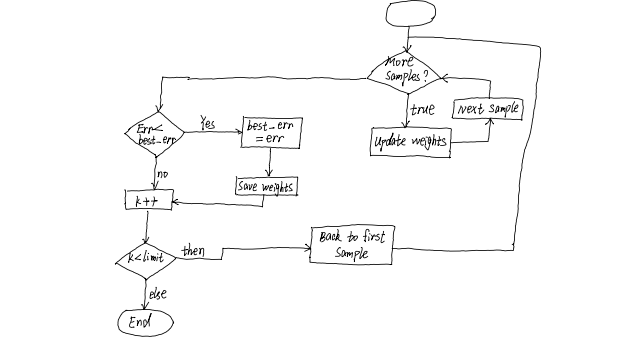 More
Samples?
true
Next sample
Update weights
Err<
best_err
Yes
best_err
=err
Save weights
no
k++
k<limit
then
Back to first
Sample
else
End